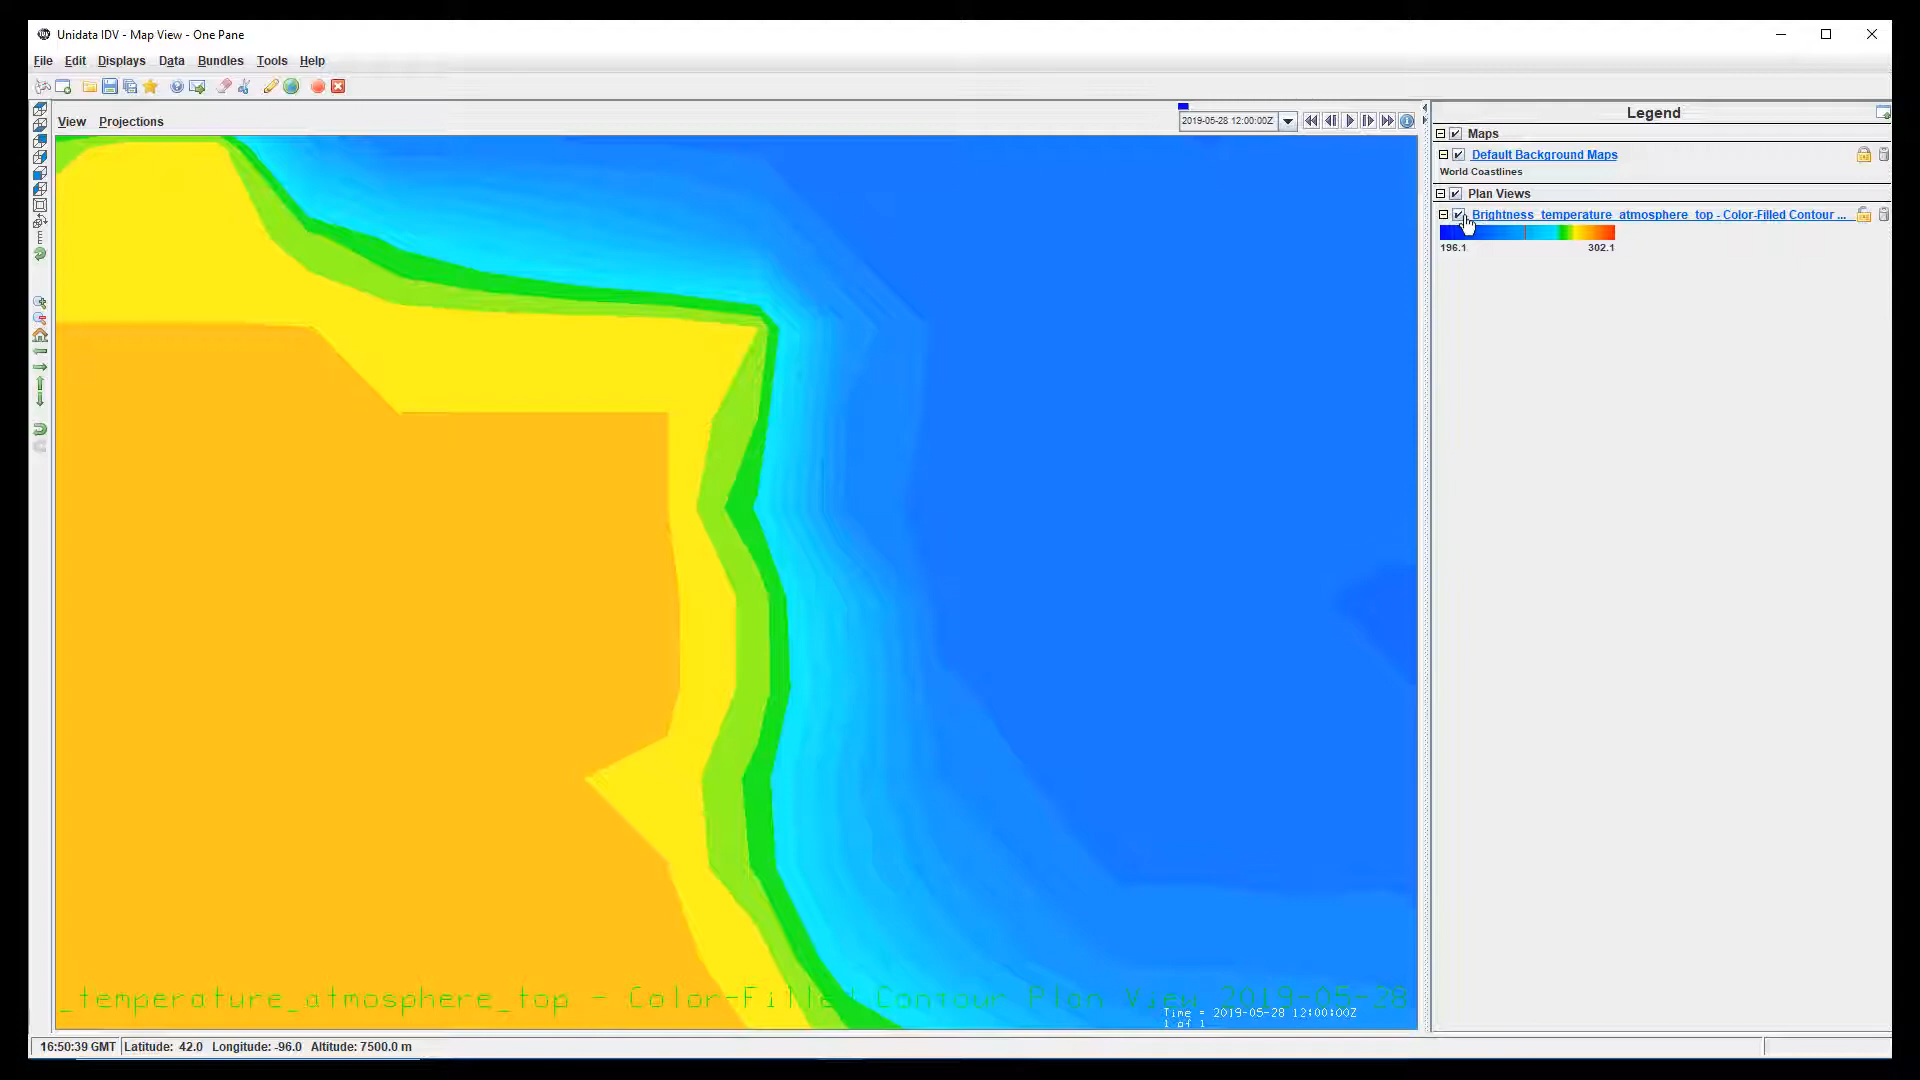 Unidata IDV - Map View - One Pane
File Edit Displays Data Bundles Tools Help
View Projections
2019-05-28 12:00:00Z
Legend
Maps
Default Background Maps
World Coastlines
Plan Views
Brightness_temperature_atmosphere_top - Color-Filled Contour ...
196.1 302.1
_temperature_atmosphere_top - Color-Filled Contour Plan View 2019-05-28
Time = 2019-05-28 12:00:00Z
1 of 1
16:50:39 GMT Latitude: 42.0 Longitude: -96.0 Altitude: 7500.0 m